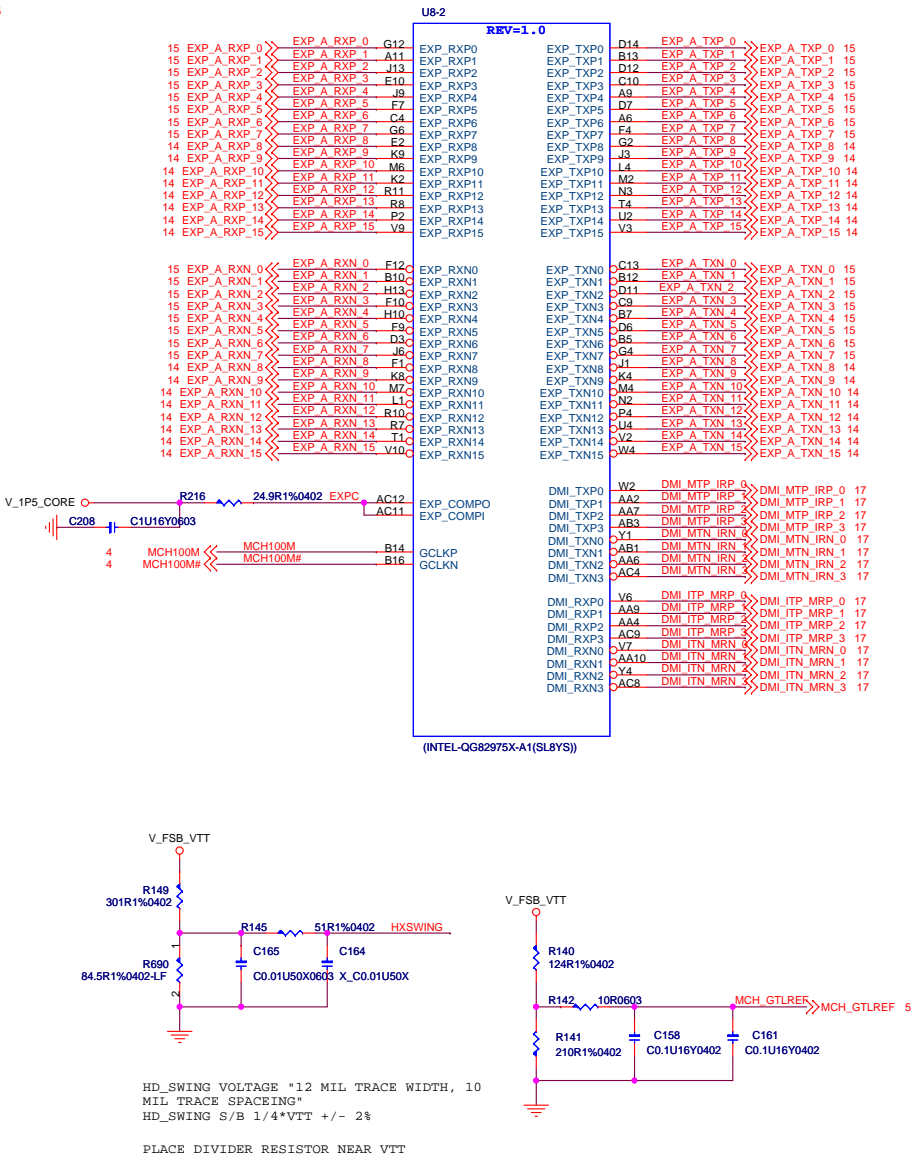 U8-2
REV=1.0
15 EXP_A_RXP_0 EXP_A_RXP_0 G12 EXP_RXP0 EXP_TXP0 D14 EXP_A_TXP_0 EXP_A_TXP_0 15
15 EXP_A_RXP_1 EXP_A_RXP_1 A11 EXP_RXP1 EXP_TXP1 B13 EXP_A_TXP_1 EXP_A_TXP_1 15
15 EXP_A_RXP_2 EXP_A_RXP_2 J13 EXP_RXP2 EXP_TXP2 D12 EXP_A_TXP_2 EXP_A_TXP_2 15
15 EXP_A_RXP_3 EXP_A_RXP_3 E10 EXP_RXP3 EXP_TXP3 C10 EXP_A_TXP_3 EXP_A_TXP_3 15
15 EXP_A_RXP_4 EXP_A_RXP_4 J9 EXP_RXP4 EXP_TXP4 A9 EXP_A_TXP_4 EXP_A_TXP_4 15
15 EXP_A_RXP_5 EXP_A_RXP_5 F7 EXP_RXP5 EXP_TXP5 D7 EXP_A_TXP_5 EXP_A_TXP_5 15
15 EXP_A_RXP_6 EXP_A_RXP_6 C4 EXP_RXP6 EXP_TXP6 A6 EXP_A_TXP_6 EXP_A_TXP_6 15
15 EXP_A_RXP_7 EXP_A_RXP_7 G6 EXP_RXP7 EXP_TXP7 F4 EXP_A_TXP_7 EXP_A_TXP_7 15
14 EXP_A_RXP_8 EXP_A_RXP_8 E2 EXP_RXP8 EXP_TXP8 G2 EXP_A_TXP_8 EXP_A_TXP_8 14
14 EXP_A_RXP_9 EXP_A_RXP_9 K9 EXP_RXP9 EXP_TXP9 J3 EXP_A_TXP_9 EXP_A_TXP_9 14
14 EXP_A_RXP_10 EXP_A_RXP_10 M6 EXP_RXP10 EXP_TXP10 L4 EXP_A_TXP_10 EXP_A_TXP_10 14
14 EXP_A_RXP_11 EXP_A_RXP_11 K2 EXP_RXP11 EXP_TXP11 M2 EXP_A_TXP_11 EXP_A_TXP_11 14
14 EXP_A_RXP_12 EXP_A_RXP_12 R11 EXP_RXP12 EXP_TXP12 N3 EXP_A_TXP_12 EXP_A_TXP_12 14
14 EXP_A_RXP_13 EXP_A_RXP_13 R8 EXP_RXP13 EXP_TXP13 T4 EXP_A_TXP_13 EXP_A_TXP_13 14
14 EXP_A_RXP_14 EXP_A_RXP_14 P2 EXP_RXP14 EXP_TXP14 U2 EXP_A_TXP_14 EXP_A_TXP_14 14
14 EXP_A_RXP_15 EXP_A_RXP_15 V9 EXP_RXP15 EXP_TXP15 V3 EXP_A_TXP_15 EXP_A_TXP_15 14
15 EXP_A_RXN_0 EXP_A_RXN_0 F12 EXP_RXN0 EXP_TXN0 C13 EXP_A_TXN_0 EXP_A_TXN_0 15
15 EXP_A_RXN_1 EXP_A_RXN_1 B10 EXP_RXN1 EXP_TXN1 B12 EXP_A_TXN_1 EXP_A_TXN_1 15
15 EXP_A_RXN_2 EXP_A_RXN_2 H13 EXP_RXN2 EXP_TXN2 D11 EXP_A_TXN_2 EXP_A_TXN_2 15
15 EXP_A_RXN_3 EXP_A_RXN_3 F10 EXP_RXN3 EXP_TXN3 C9 EXP_A_TXN_3 EXP_A_TXN_3 15
15 EXP_A_RXN_4 EXP_A_RXN_4 H10 EXP_RXN4 EXP_TXN4 B7 EXP_A_TXN_4 EXP_A_TXN_4 15
15 EXP_A_RXN_5 EXP_A_RXN_5 F9 EXP_RXN5 EXP_TXN5 D6 EXP_A_TXN_5 EXP_A_TXN_5 15
15 EXP_A_RXN_6 EXP_A_RXN_6 D3 EXP_RXN6 EXP_TXN6 B5 EXP_A_TXN_6 EXP_A_TXN_6 15
15 EXP_A_RXN_7 EXP_A_RXN_7 J6 EXP_RXN7 EXP_TXN7 G4 EXP_A_TXN_7 EXP_A_TXN_7 15
14 EXP_A_RXN_8 EXP_A_RXN_8 F1 EXP_RXN8 EXP_TXN8 J1 EXP_A_TXN_8 EXP_A_TXN_8 14
14 EXP_A_RXN_9 EXP_A_RXN_9 K8 EXP_RXN9 EXP_TXN9 K4 EXP_A_TXN_9 EXP_A_TXN_9 14
14 EXP_A_RXN_10 EXP_A_RXN_10 M7 EXP_RXN10 EXP_TXN10 M4 EXP_A_TXN_10 EXP_A_TXN_10 14
14 EXP_A_RXN_11 EXP_A_RXN_11 L1 EXP_RXN11 EXP_TXN11 N2 EXP_A_TXN_11 EXP_A_TXN_11 14
14 EXP_A_RXN_12 EXP_A_RXN_12 R10 EXP_RXN12 EXP_TXN12 P4 EXP_A_TXN_12 EXP_A_TXN_12 14
14 EXP_A_RXN_13 EXP_A_RXN_13 R7 EXP_RXN13 EXP_TXN13 U4 EXP_A_TXN_13 EXP_A_TXN_13 14
14 EXP_A_RXN_14 EXP_A_RXN_14 T1 EXP_RXN14 EXP_TXN14 V2 EXP_A_TXN_14 EXP_A_TXN_14 14
14 EXP_A_RXN_15 EXP_A_RXN_15 V10 EXP_RXN15 EXP_TXN15 W4 EXP_A_TXN_15 EXP_A_TXN_15 14
V_1P5_CORE R216 24.9R1%0402 EXPC AC12 EXP_COMPO
AC11 EXP_COMPI
C208 C1U16Y0603
4 MCH100M MCH100M B14 GCLKP
4 MCH100M# MCH100M# B16 GCLKN
DMI_TXP0 W2 DMI_MTP_IRP_0 DMI_MTP_IRP_0 17
DMI_TXP1 AA2 DMI_MTP_IRP_1 DMI_MTP_IRP_1 17
DMI_TXP2 AA7 DMI_MTP_IRP_2 DMI_MTP_IRP_2 17
DMI_TXP3 AB3 DMI_MTP_IRP_3 DMI_MTP_IRP_3 17
DMI_TXN0 Y1 DMI_MTN_IRN_0 DMI_MTN_IRN_0 17
DMI_TXN1 AB1 DMI_MTN_IRN_1 DMI_MTN_IRN_1 17
DMI_TXN2 AA6 DMI_MTN_IRN_2 DMI_MTN_IRN_2 17
DMI_TXN3 AC4 DMI_MTN_IRN_3 DMI_MTN_IRN_3 17
DMI_RXP0 V6 DMI_ITP_MRP_0 DMI_ITP_MRP_0 17
DMI_RXP1 AA9 DMI_ITP_MRP_1 DMI_ITP_MRP_1 17
DMI_RXP2 AA4 DMI_ITP_MRP_2 DMI_ITP_MRP_2 17
DMI_RXP3 AC9 DMI_ITP_MRP_3 DMI_ITP_MRP_3 17
DMI_RXN0 V7 DMI_ITN_MRN_0 DMI_ITN_MRN_0 17
DMI_RXN1 AA10 DMI_ITN_MRN_1 DMI_ITN_MRN_1 17
DMI_RXN2 Y4 DMI_ITN_MRN_2 DMI_ITN_MRN_2 17
DMI_RXN3 AC8 DMI_ITN_MRN_3 DMI_ITN_MRN_3 17
(INTEL-QG82975X-A1(SL8YS))
V_FSB_VTT
R149
301R1%0402
R145 51R1%0402 HXSWING
1
R690
84.5R1%0402-LF
2
C165
C0.01U50X0603
C164
X_C0.01U50X
V_FSB_VTT
R140
124R1%0402
R142 10R0603 MCH_GTLREF MCH_GTLREF 5
R141
210R1%0402
C158
C0.1U16Y0402
C161
C0.1U16Y0402
HD_SWING VOLTAGE "12 MIL TRACE WIDTH, 10
MIL TRACE SPACEING"
HD_SWING S/B 1/4*VTT +/- 2%
PLACE DIVIDER RESISTOR NEAR VTT